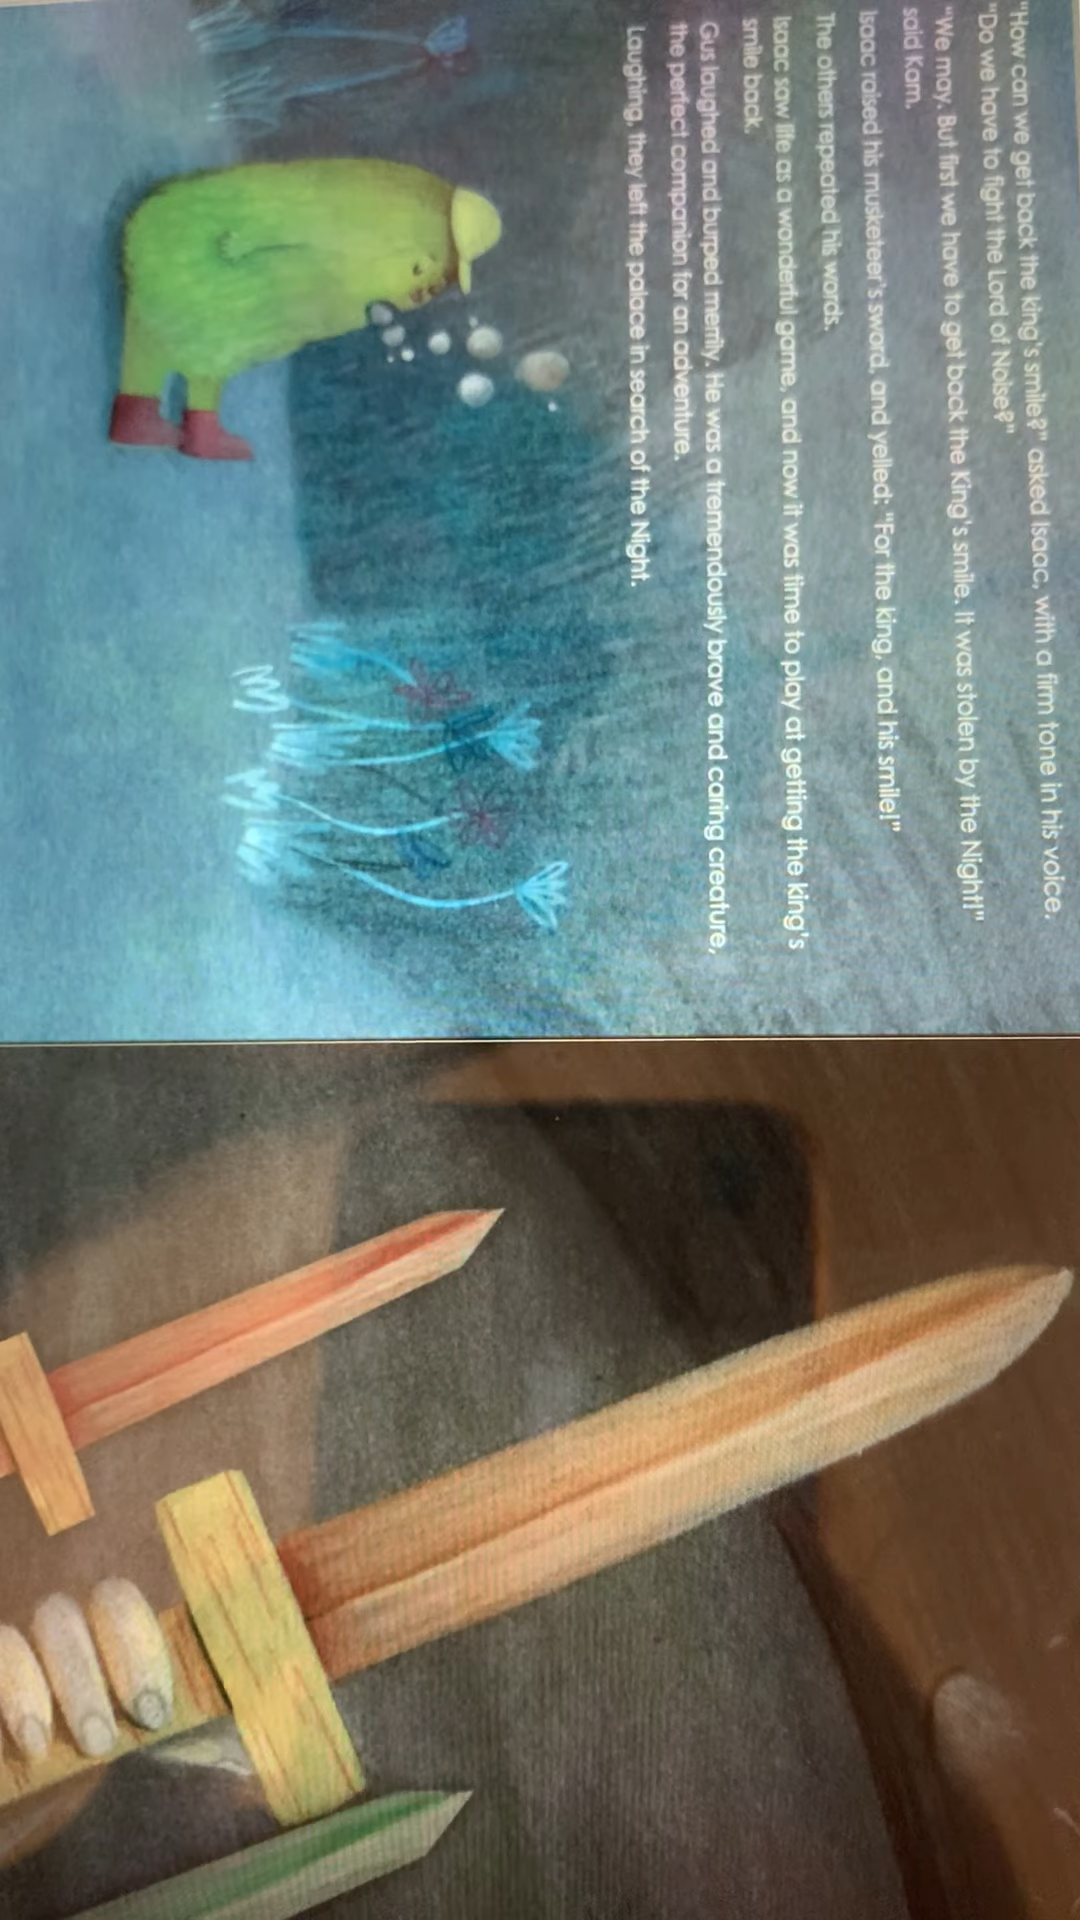 "How can we get back the king's smile?" asked Isaac, with a firm tone in his voice.
"Do we have to fight the Lord of Noise?"
"We may. But first we have to get back the King's smile. It was stolen by the Night!"
said Kam.
Isaac raised his musketeer's sword, and yelled: "For the king, and his smile!"
The others repeated his words.
Isaac saw life as a wonderful game, and now it was time to play at getting the king's
smile back.
Gus laughed and burped merrily. He was a tremendously brave and caring creature,
the perfect companion for an adventure.
Laughing, they left the palace in search of the Night.